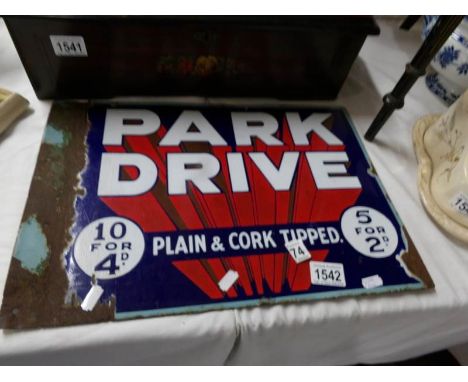 1541
PARK
DRIVE
10
FOR
4D.
PLAIN & CORK TIPPED.
5
FOR
2D.
74
1542